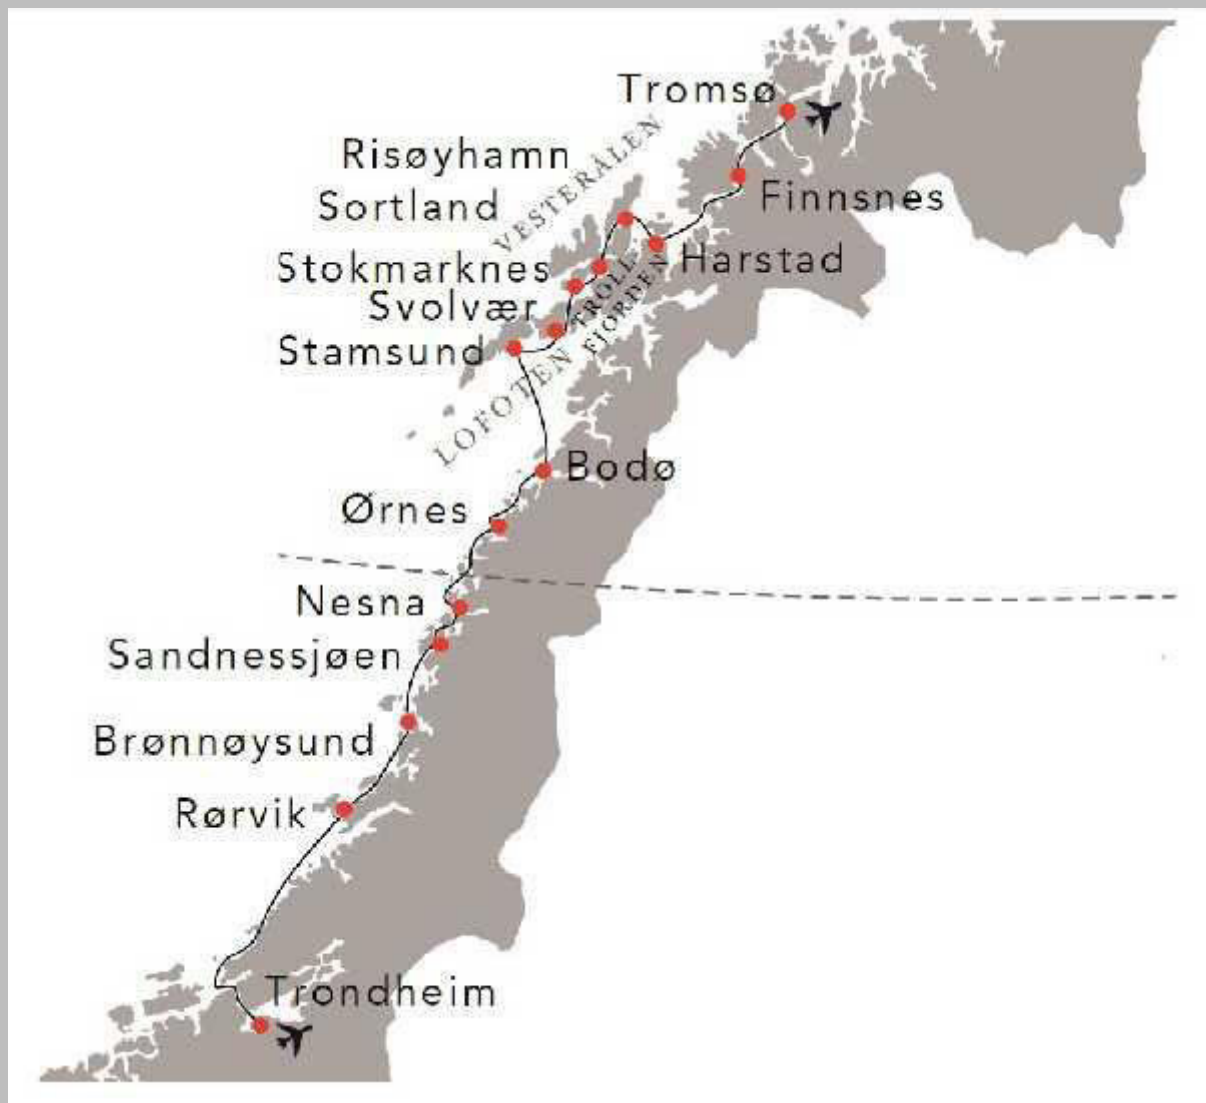 Tromsø
Risøyhamn
VESTERÅLEN
Finnsnes
Sortland
Harstad
Stokmarknes
TROLL-
FJORDEN
Svolvær
Stamsund
LOFOTEN
Bodø
Ørnes
Nesna
Sandnessjøen
Brønnøysund
Rørvik
Trondheim